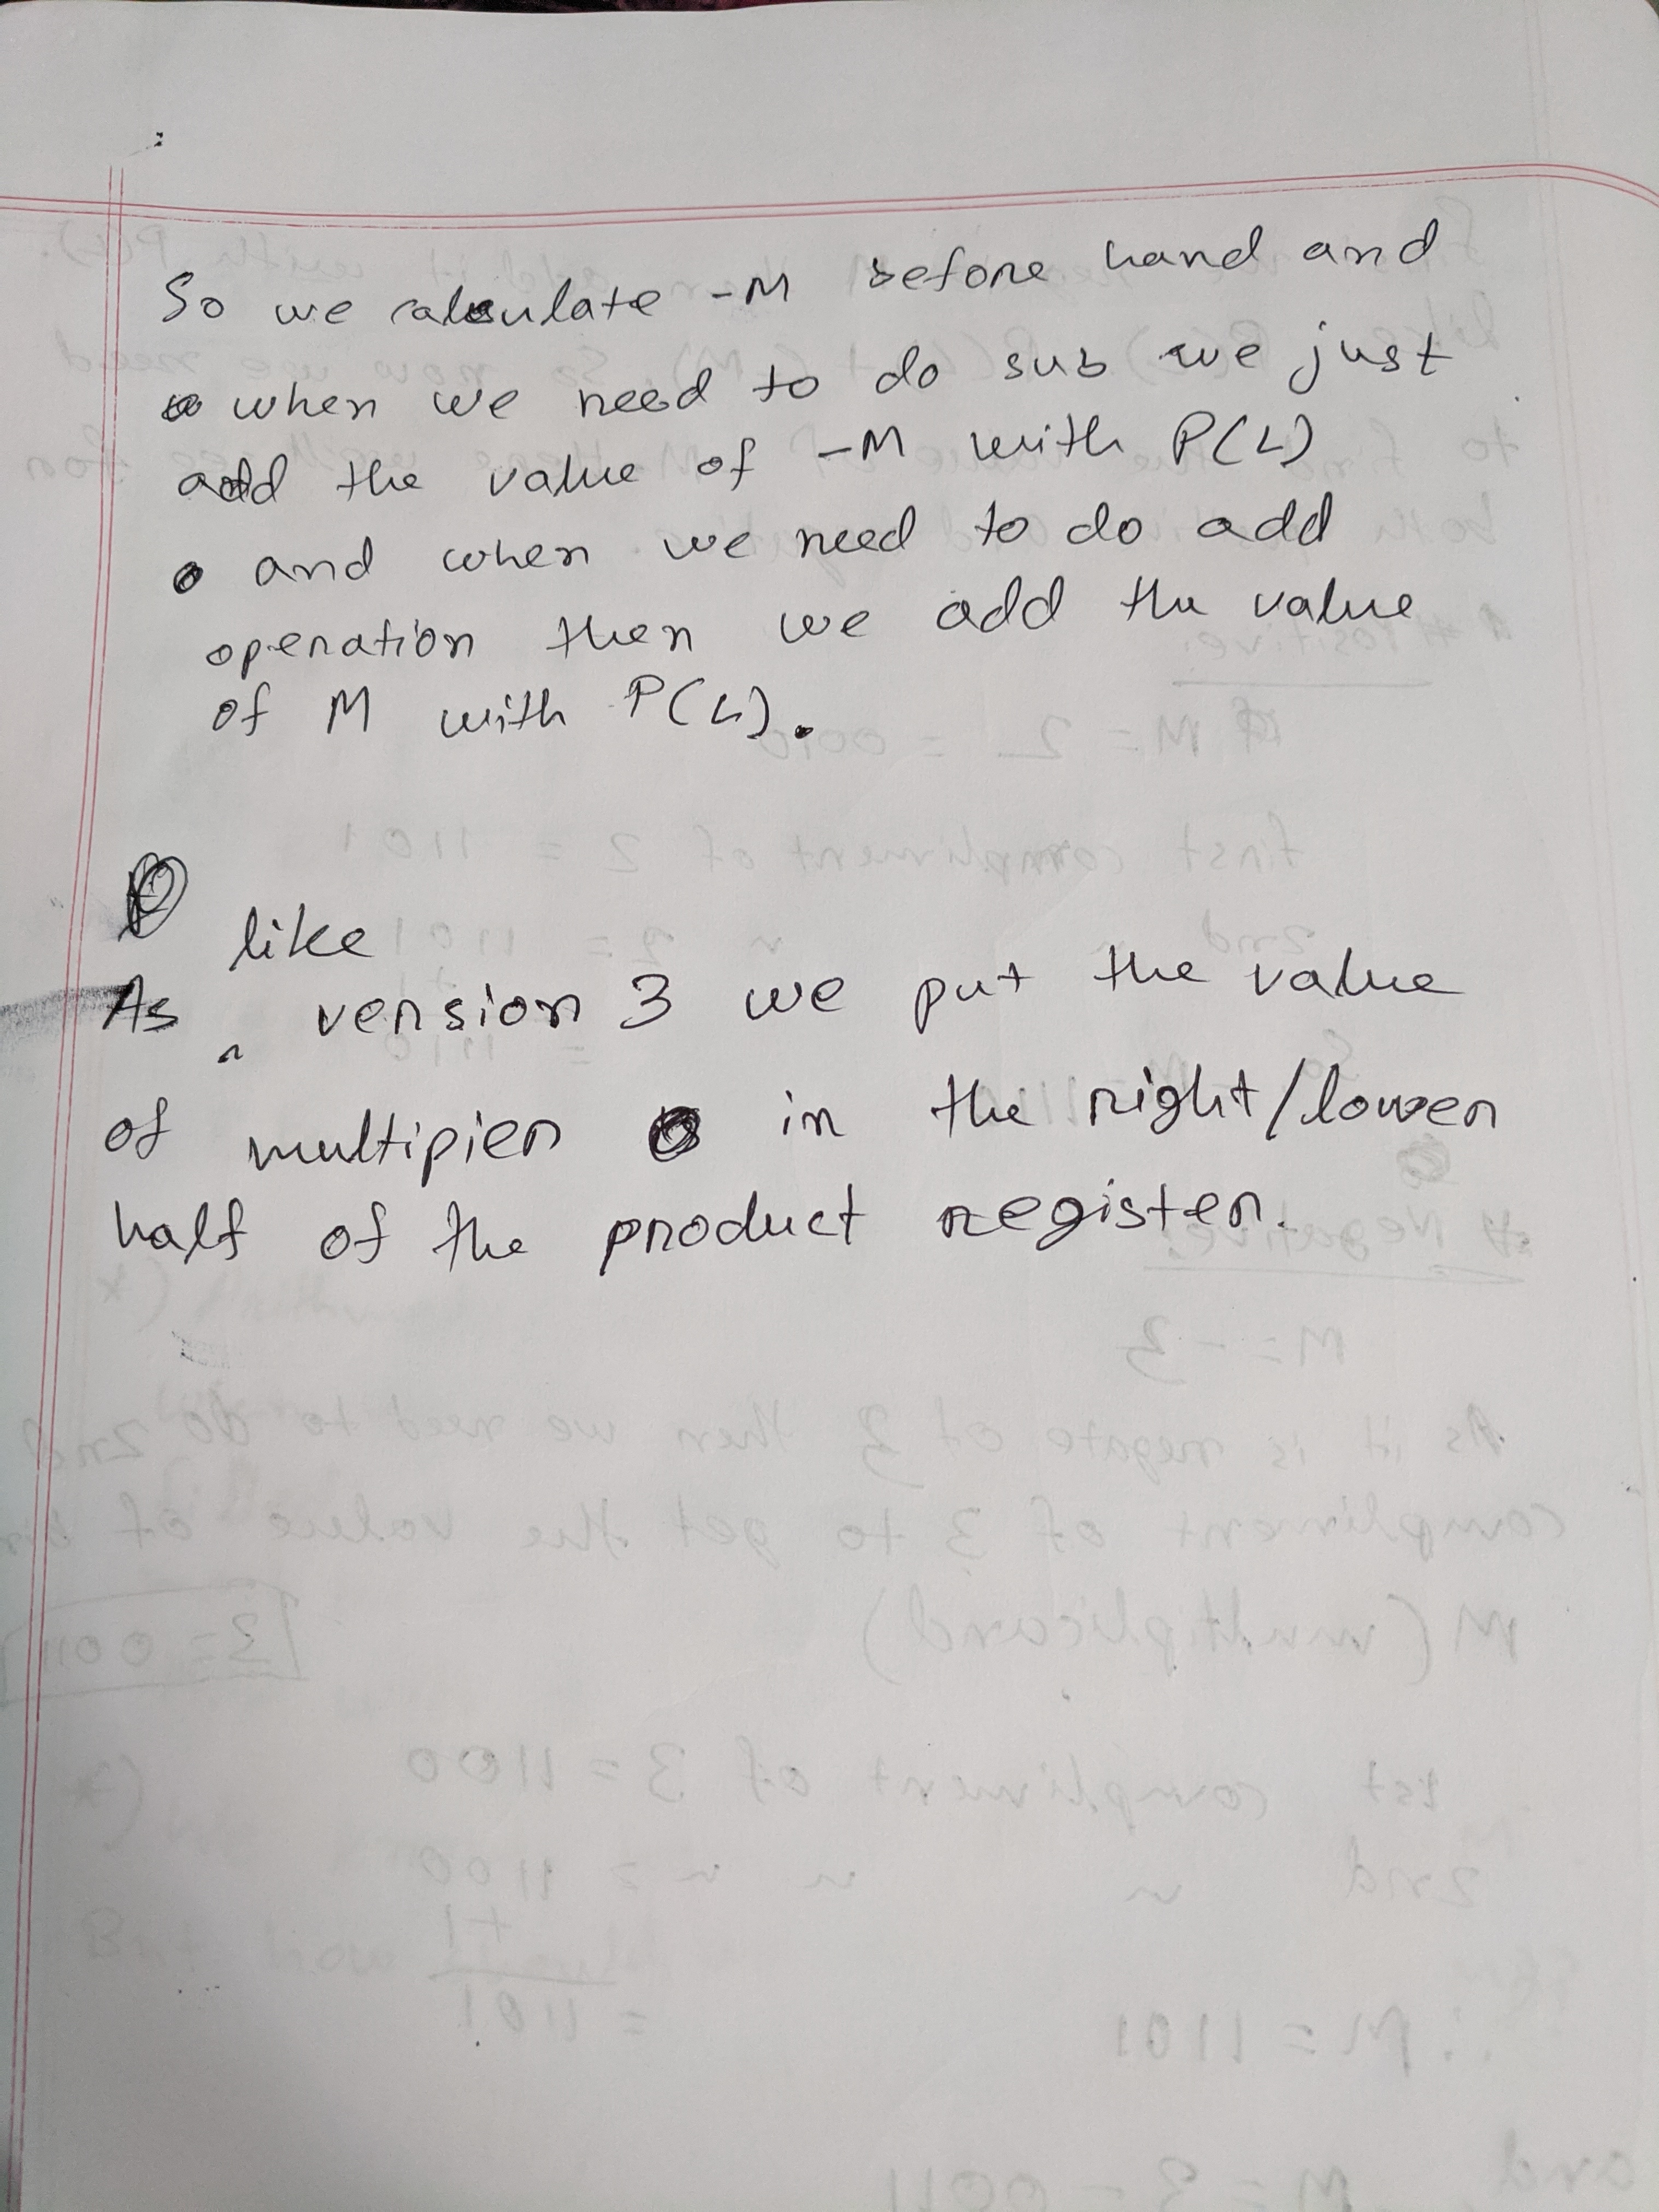 So we calculate -M before hand and
when we need to do sub we just
add the value of -M with P(L)
and when we need to do add
operation then we add the value
of M with P(L).
like
As ^ version 3 we put the value
of multipier in the right/lower
half of the product register.